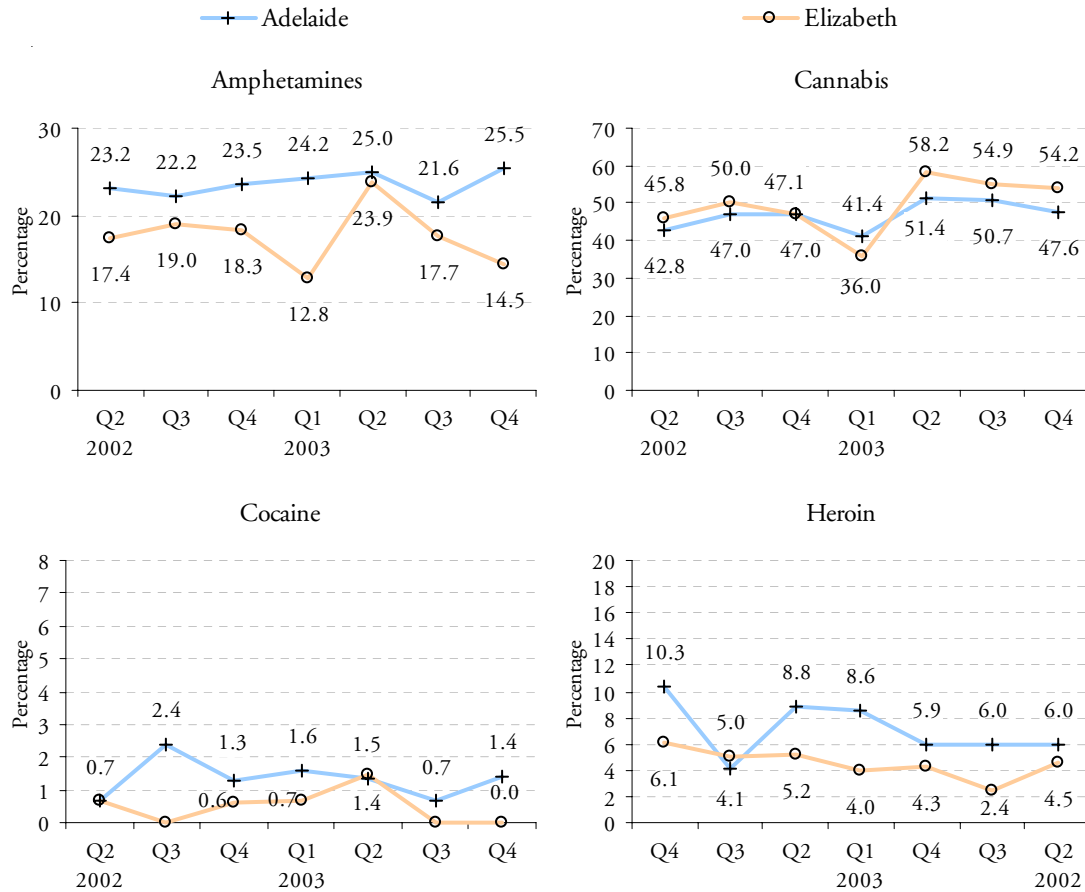 Adelaide Elizabeth
Amphetamines
Percentage
30
20
10
0
23.2 22.2 23.5 24.2 25.0 21.6 25.5
17.4 19.0 18.3 12.8 23.9 17.7 14.5
Q2 Q3 Q4 Q1 Q2 Q3 Q4
2002 2003
Cannabis
Percentage
70
60
50
40
30
20
10
0
45.8 50.0 47.1 41.4 58.2 54.9 54.2
42.8 47.0 47.0 36.0 51.4 50.7 47.6
Q2 Q3 Q4 Q1 Q2 Q3 Q4
2002 2003
Cocaine
Percentage
8
7
6
5
4
3
2
1
0
0.7 2.4 1.3 1.6 1.5 0.7 1.4
0.6 0.7 1.4 0.0
Q2 Q3 Q4 Q1 Q2 Q3 Q4
2002 2003
Heroin
Percentage
20
18
16
14
12
10
8
6
4
2
0
10.3 5.0 8.8 8.6 5.9 6.0 6.0
6.1 4.1 5.2 4.0 4.3 2.4 4.5
Q4 Q3 Q2 Q1 Q4 Q3 Q2
2003 2002